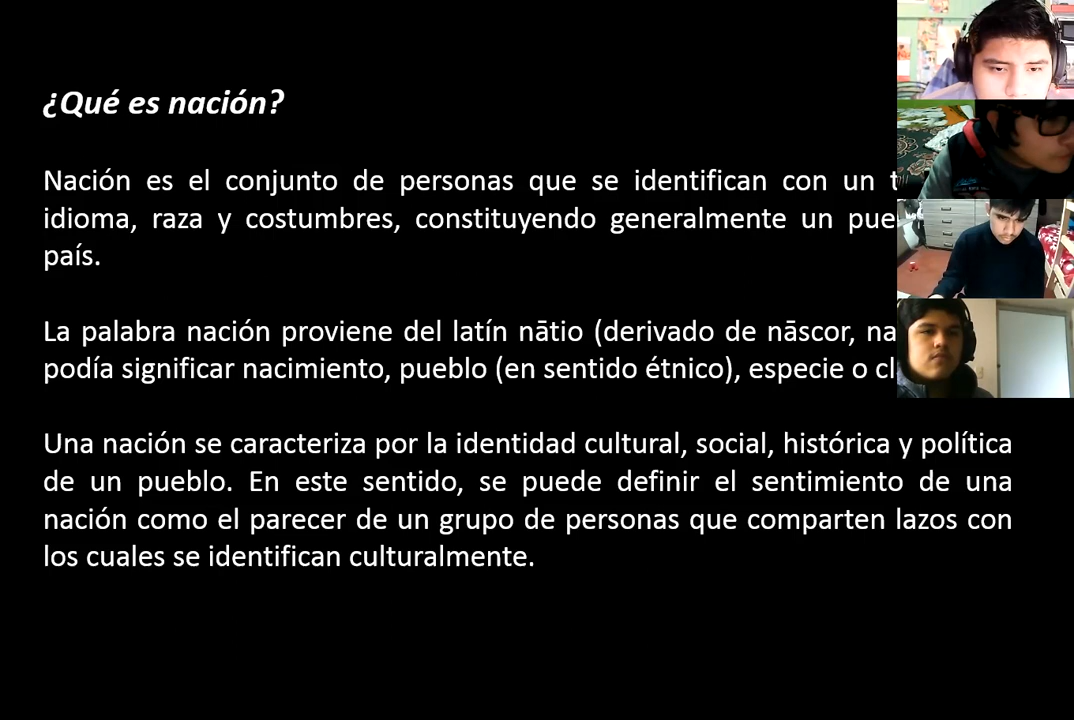 ¿Qué es nación?
Nación es el conjunto de personas que se identifican con un
idioma, raza y costumbres, constituyendo generalmente un
país.
La palabra nación proviene del latín nātio (derivado de nāscor,
podía significar nacimiento, pueblo (en sentido étnico), especie o
Una nación se caracteriza por la identidad cultural, social, histórica y política
de un pueblo. En este sentido, se puede definir el sentimiento de una
nación como el parecer de un grupo de personas que comparten lazos con
los cuales se identifican culturalmente.